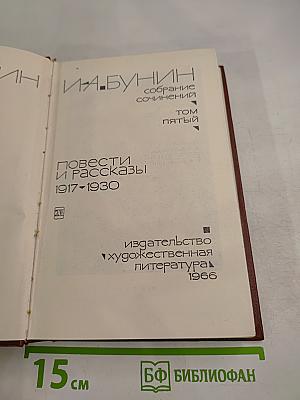 ИН
И·А·БУНИН
собрание
сочинений
том
пятый
повести
и рассказы
1917-1930
издательство
художественная
литература
1966
15 см
БФ БИБЛИОФАН